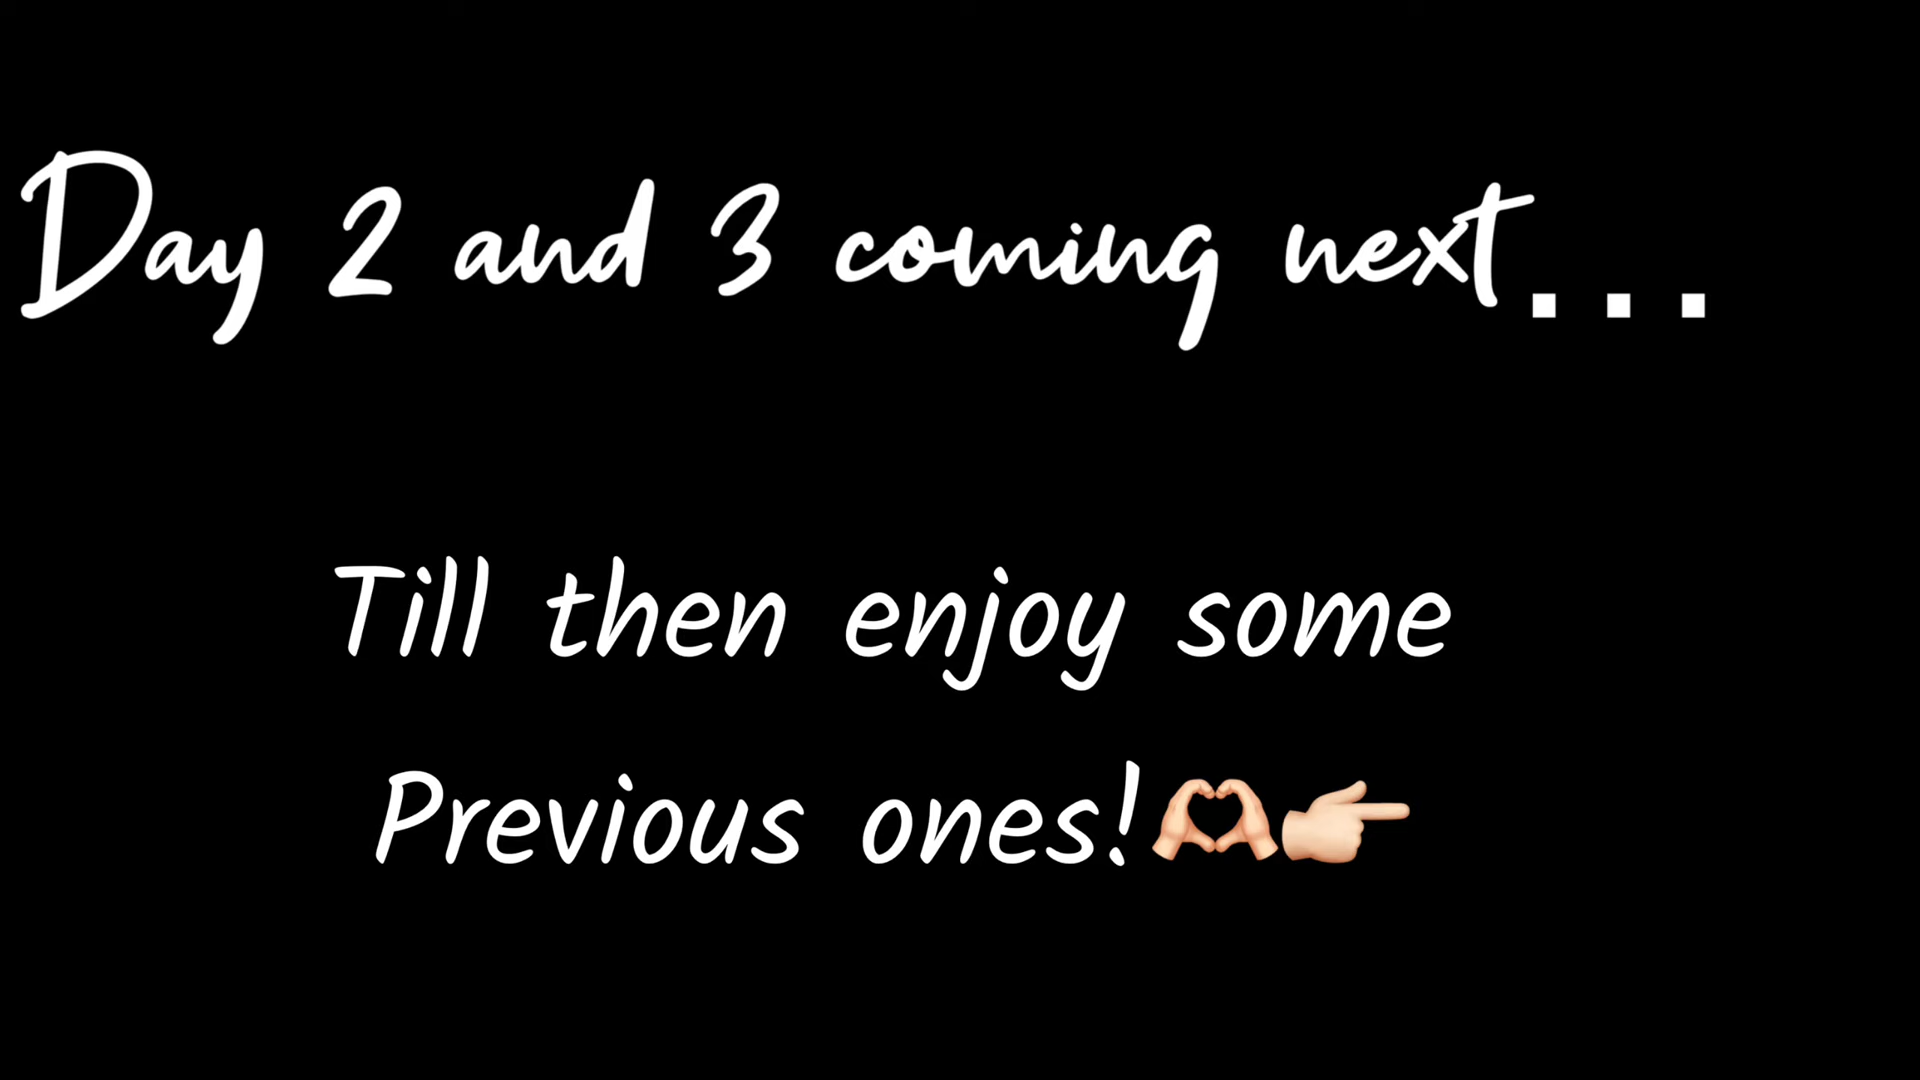 Day 2 and 3 coming next...
Till then enjoy some
Previous ones!🫶🏻👉🏻